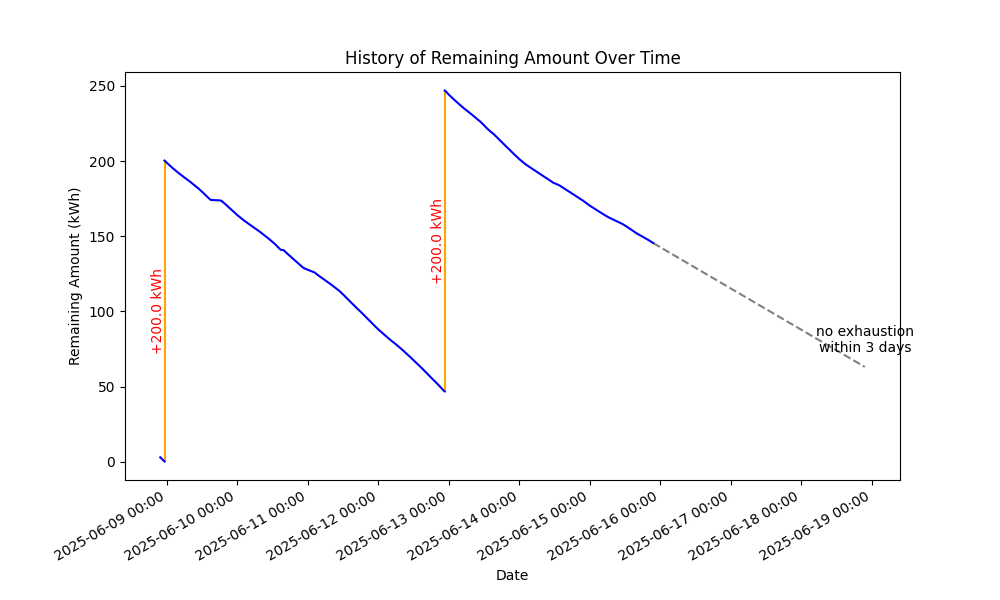 History of Remaining Amount Over Time
Remaining Amount (kWh)
250
200
150
100
50
0
+200.0 kWh
+200.0 kWh
no exhaustion
within 3 days
2025-06-09 00:00
2025-06-10 00:00
2025-06-11 00:00
2025-06-12 00:00
2025-06-13 00:00
2025-06-14 00:00
2025-06-15 00:00
2025-06-16 00:00
2025-06-17 00:00
2025-06-18 00:00
2025-06-19 00:00
Date